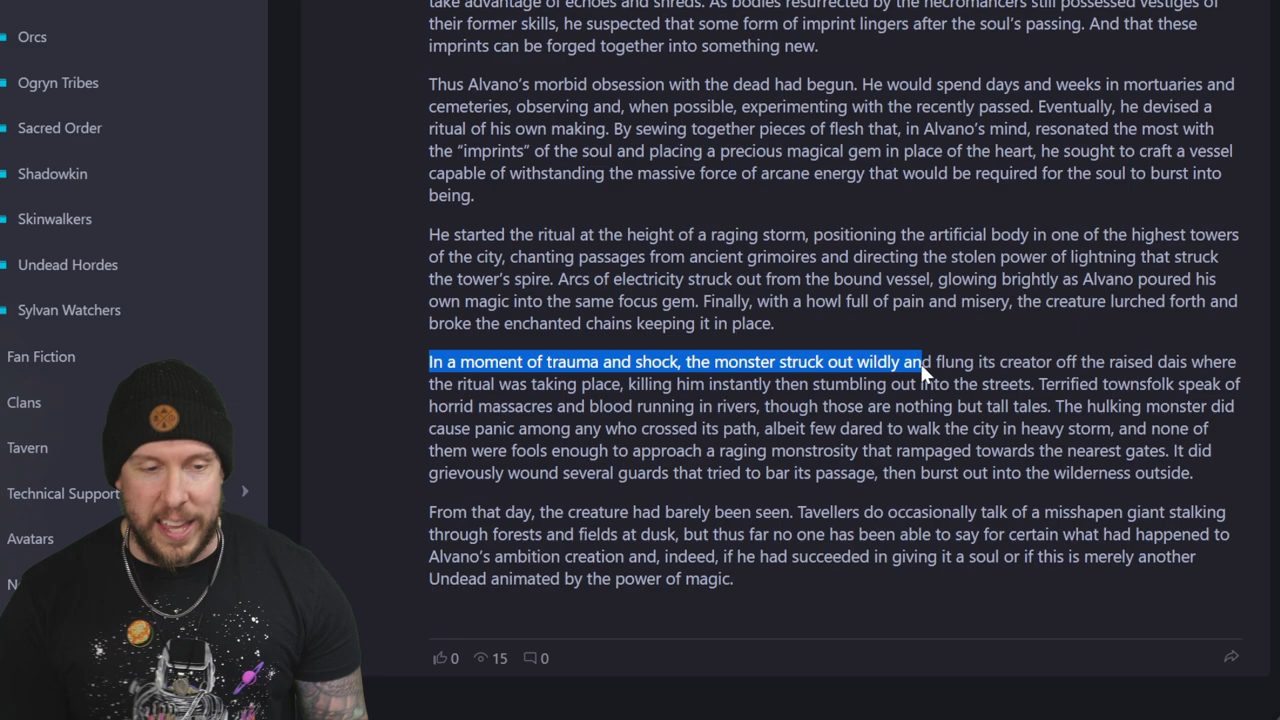 Orcs
Ogryn Tribes
Sacred Order
Shadowkin
Skinwalkers
Undead Hordes
Sylvan Watchers
Fan Fiction
Clans
Tavern
Technical Support
Avatars
take advantage of echoes and shreds. As bodies resurrected by the necromancers still possessed vestiges of
their former skills, he suspected that some form of imprint lingers after the soul's passing. And that these
imprints can be forged together into something new.
Thus Alvano's morbid obsession with the dead had begun. He would spend days and weeks in mortuaries and
cemeteries, observing and, when possible, experimenting with the recently passed. Eventually, he devised a
ritual of his own making. By sewing together pieces of flesh that, in Alvano's mind, resonated the most with
the “imprints” of the soul and placing a precious magical gem in place of the heart, he sought to craft a vessel
capable of withstanding the massive force of arcane energy that would be required for the soul to burst into
being.
He started the ritual at the height of a raging storm, positioning the artificial body in one of the highest towers
of the city, chanting passages from ancient grimoires and directing the stolen power of lightning that struck
the tower's spire. Arcs of electricity struck out from the bound vessel, glowing brightly as Alvano poured his
own magic into the same focus gem. Finally, with a howl full of pain and misery, the creature lurched forth and
broke the enchanted chains keeping it in place.
In a moment of trauma and shock, the monster struck out wildly and flung its creator off the raised dais where
the ritual was taking place, killing him instantly then stumbling out into the streets. Terrified townsfolk speak of
horrid massacres and blood running in rivers, though those are nothing but tall tales. The hulking monster did
cause panic among any who crossed its path, albeit few dared to walk the city in heavy storm, and none of
them were fools enough to approach a raging monstrosity that rampaged towards the nearest gates. It did
grievously wound several guards that tried to bar its passage, then burst out into the wilderness outside.
From that day, the creature had barely been seen. Tavellers do occasionally talk of a misshapen giant stalking
through forests and fields at dusk, but thus far no one has been able to say for certain what had happened to
Alvano's ambition creation and, indeed, if he had succeeded in giving it a soul or if this is merely another
Undead animated by the power of magic.
0 15 0